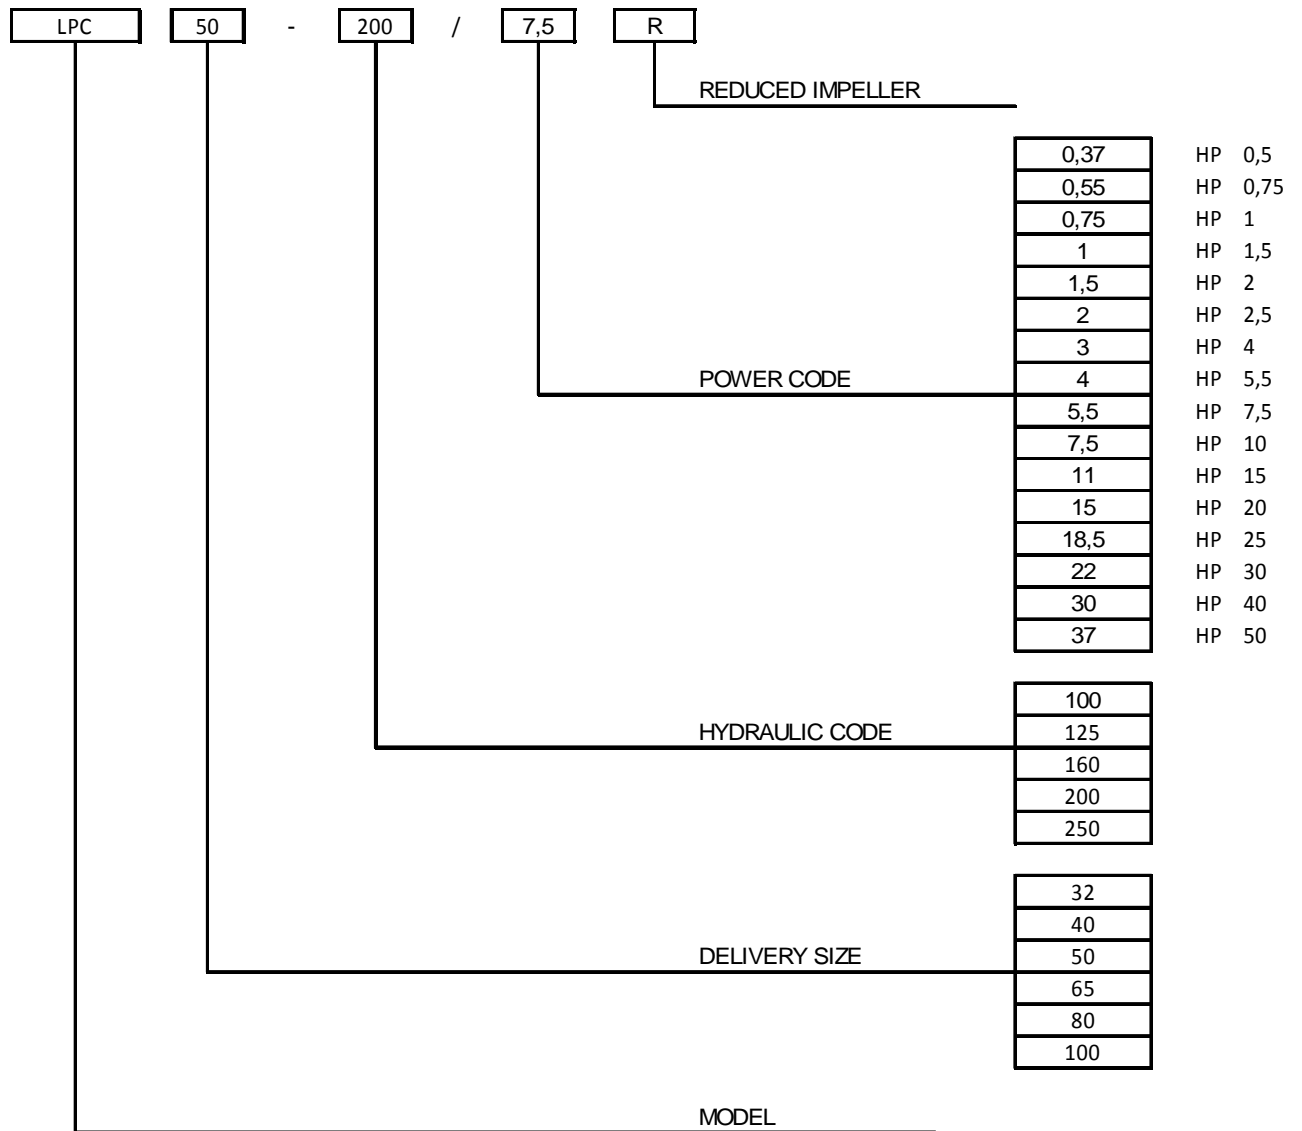 LPC 50 - 200 / 7,5 R
REDUCED IMPELLER
0,37 HP 0,5
0,55 HP 0,75
0,75 HP 1
1 HP 1,5
1,5 HP 2
2 HP 2,5
3 HP 4
POWER CODE 4 HP 5,5
5,5 HP 7,5
7,5 HP 10
11 HP 15
15 HP 20
18,5 HP 25
22 HP 30
30 HP 40
37 HP 50
100
HYDRAULIC CODE 125
160
200
250
32
40
DELIVERY SIZE 50
65
80
100
MODEL